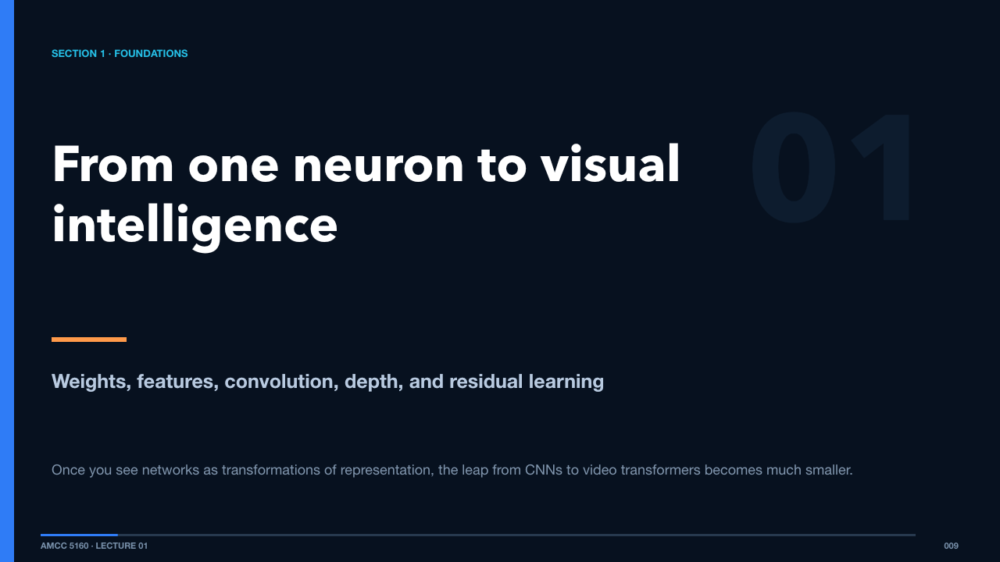 SECTION 1 · FOUNDATIONS
01
From one neuron to visual
intelligence
Weights, features, convolution, depth, and residual learning
Once you see networks as transformations of representation, the leap from CNNs to video transformers becomes much smaller.
AMCC 5160 · LECTURE 01
009